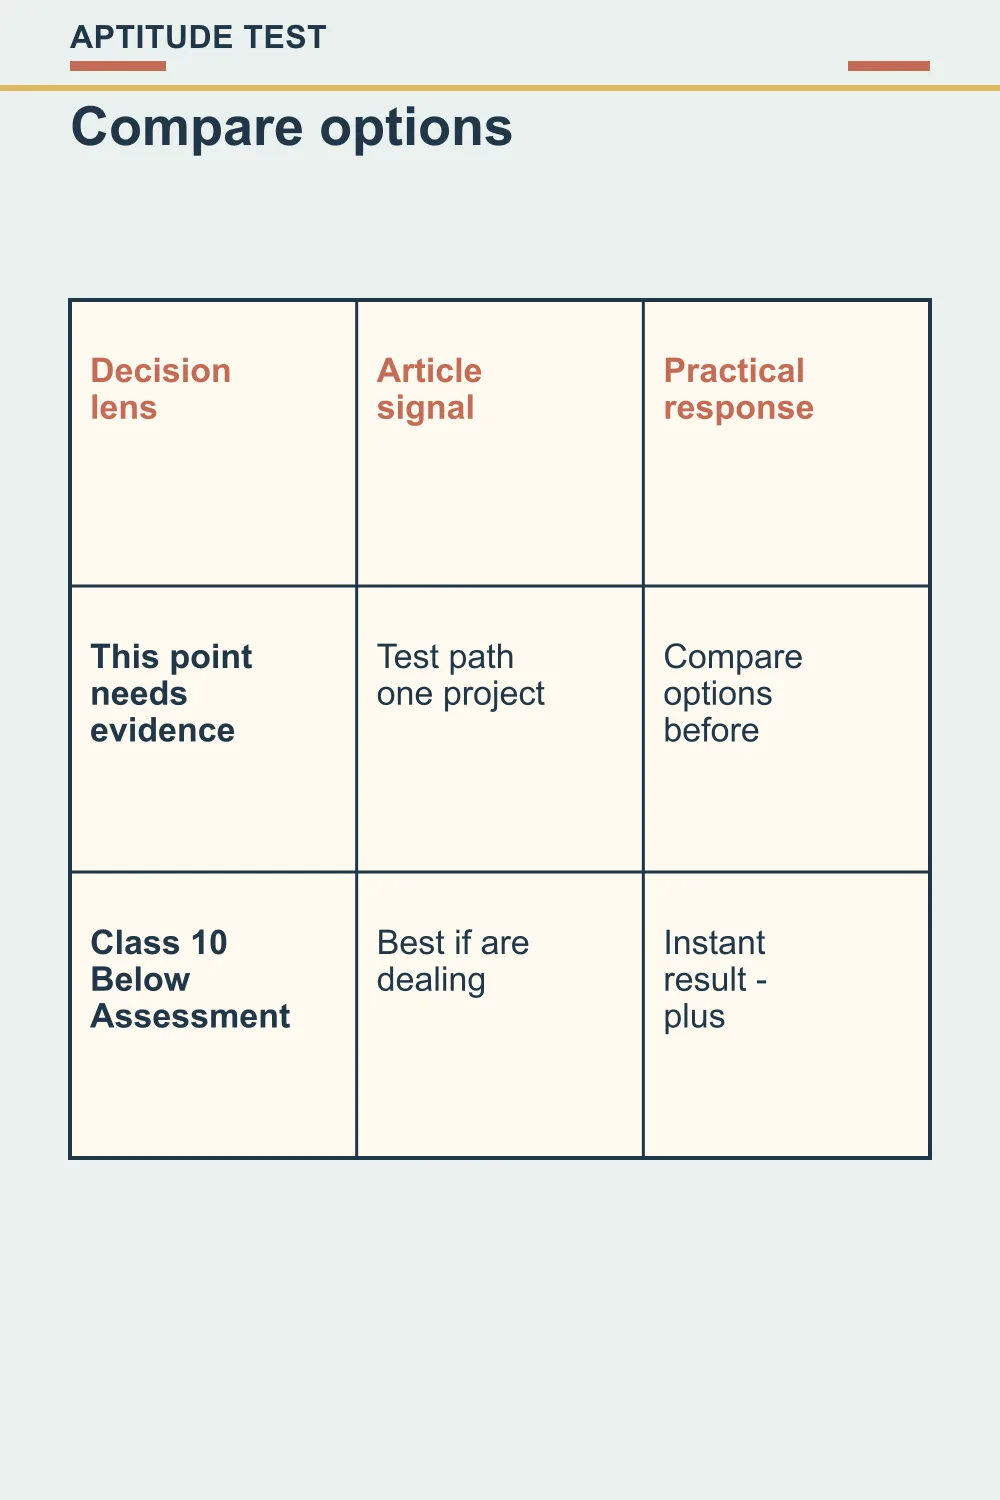 APTITUDE TEST
Compare options
Decision
lens
Article
signal
Practical
response
This point
needs
evidence
Test path
one project
Compare
options
before
Class 10
Below
Assessment
Best if are
dealing
Instant
result -
plus